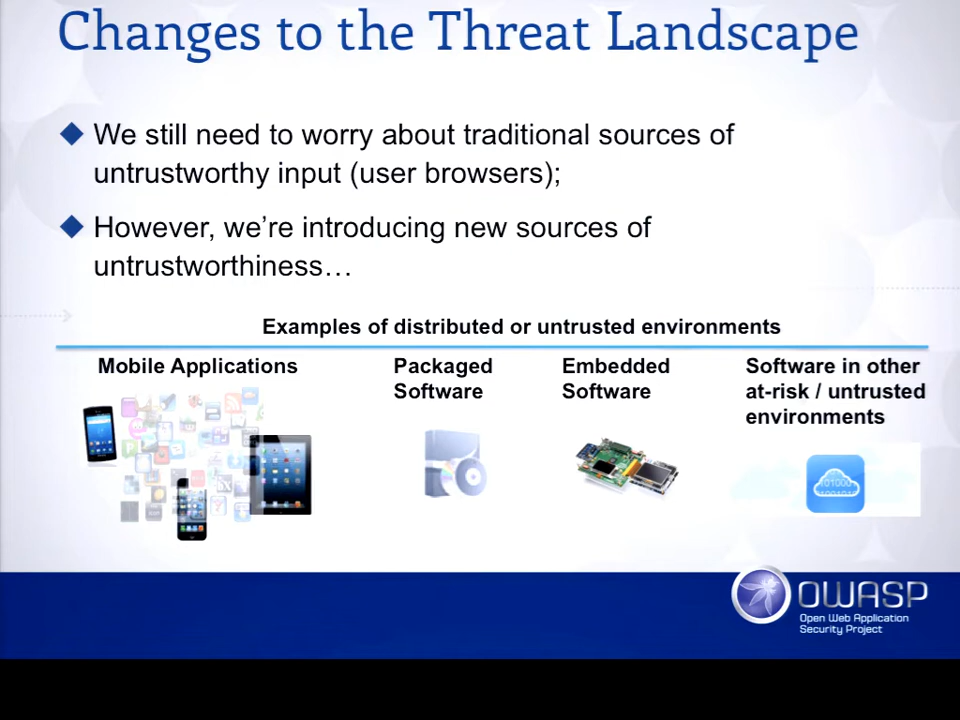 Changes to the Threat Landscape
We still need to worry about traditional sources of
untrustworthy input (user browsers);
However, we’re introducing new sources of
untrustworthiness…
Examples of distributed or untrusted environments
Mobile Applications
Packaged
Software
Embedded
Software
Software in other
at-risk / untrusted
environments
101000
OWASP
Open Web Application
Security Project